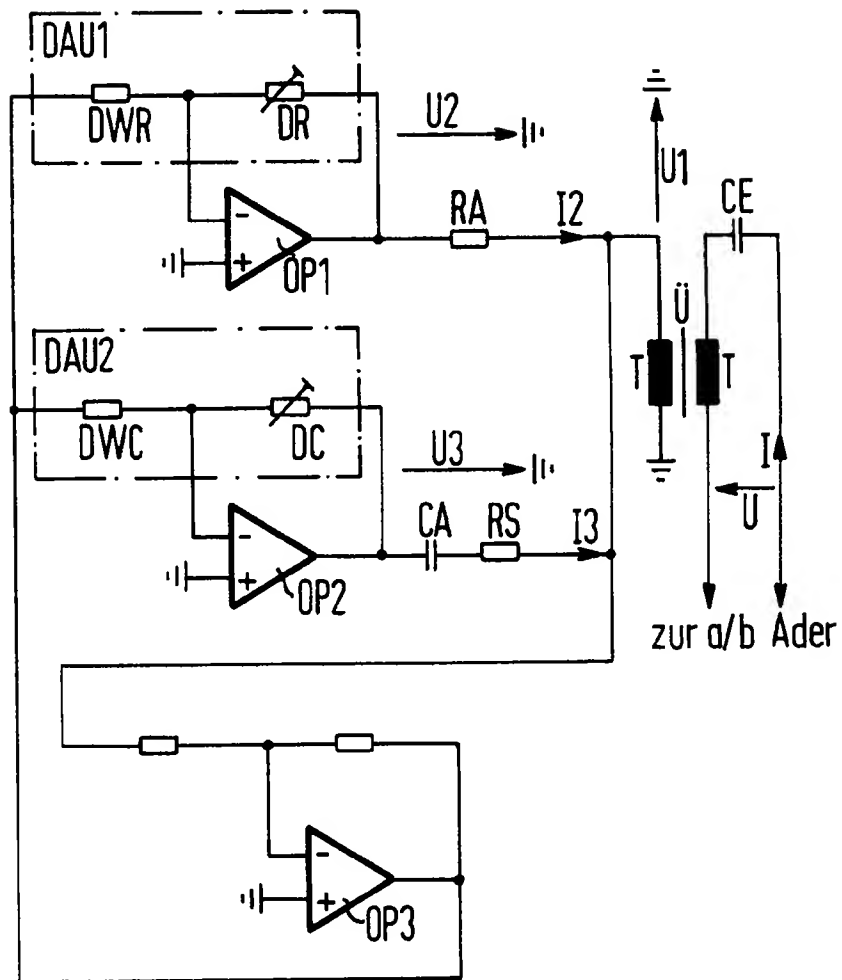 DAU1
DWR
DR
U2
U1
-
+
OP1
RA
I2
CE
Ü
T
T
DAU2
DWC
DC
U3
I
U
-
+
OP2
CA
RS
I3
zur a/b Ader
-
+
OP3